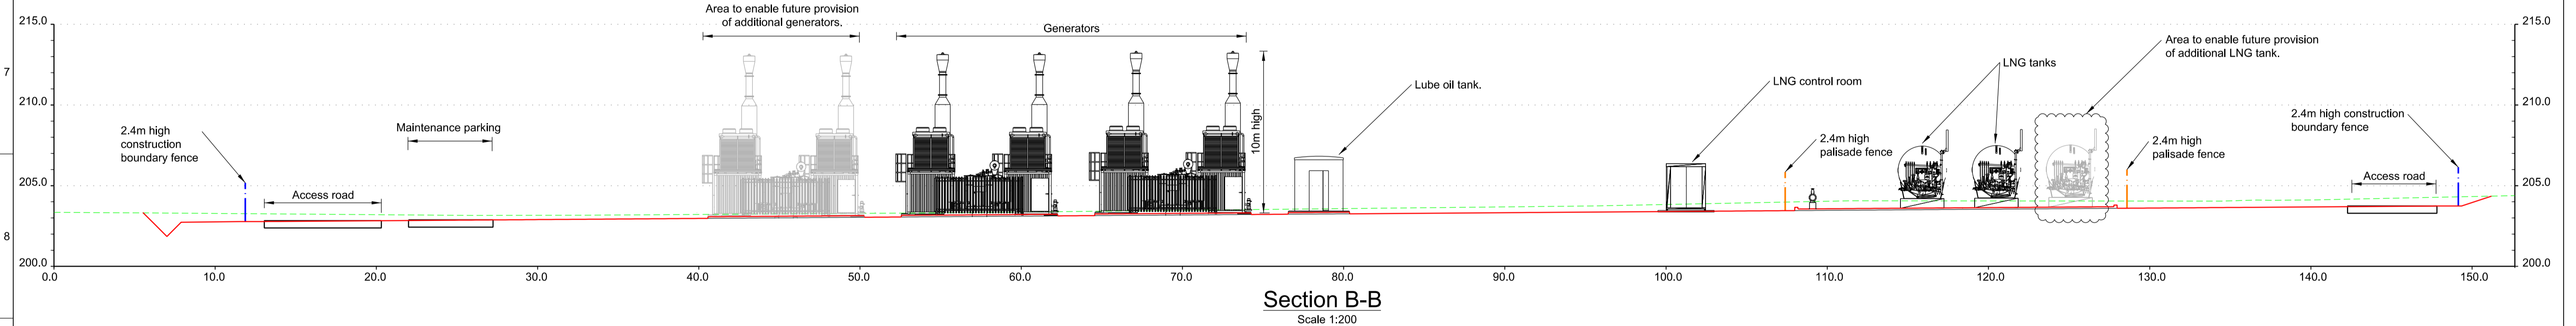 Area to enable future provision
of additional generators.
Generators
215.0
215.0
Area to enable future provision
of additional LNG tank.
7
LNG tanks
Lube oil tank.
LNG control room
210.0
210.0
10m high
2.4m high
construction
boundary fence
Maintenance parking
2.4m high
palisade fence
2.4m high
palisade fence
2.4m high construction
boundary fence
205.0
205.0
Access road
Access road
8
200.0
200.0
0.0
10.0
20.0
30.0
40.0
50.0
60.0
70.0
80.0
90.0
100.0
110.0
120.0
130.0
140.0
150.0
Section B-B
Scale 1:200